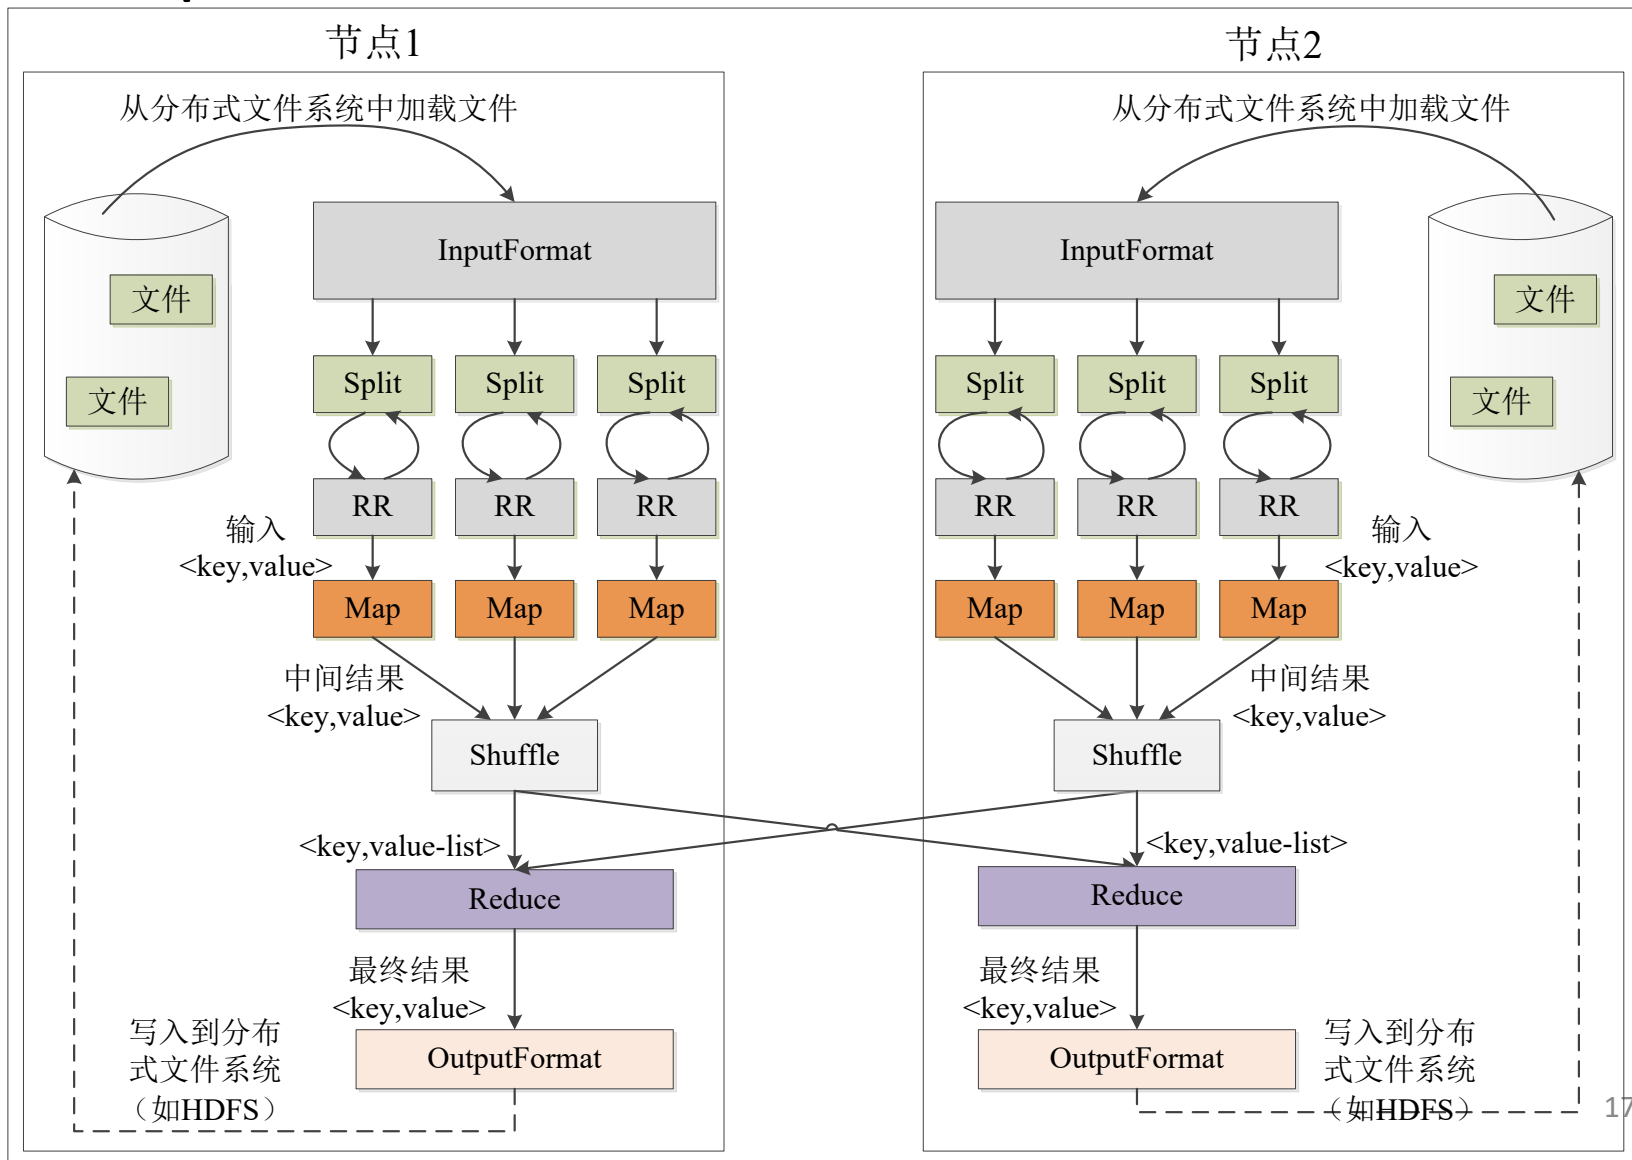 节点1
从分布式文件系统中加载文件
InputFormat
文件
文件
Split
Split
Split
RR
RR
RR
输入
<key,value>
Map
Map
Map
中间结果
<key,value>
Shuffle
<key,value-list>
Reduce
最终结果
<key,value>
OutputFormat
写入到分布
式文件系统
（如HDFS）
节点2
从分布式文件系统中加载文件
InputFormat
文件
文件
Split
Split
Split
RR
RR
RR
输入
<key,value>
Map
Map
Map
中间结果
<key,value>
Shuffle
<key,value-list>
Reduce
最终结果
<key,value>
OutputFormat
写入到分布
式文件系统
（如HDFS）
17